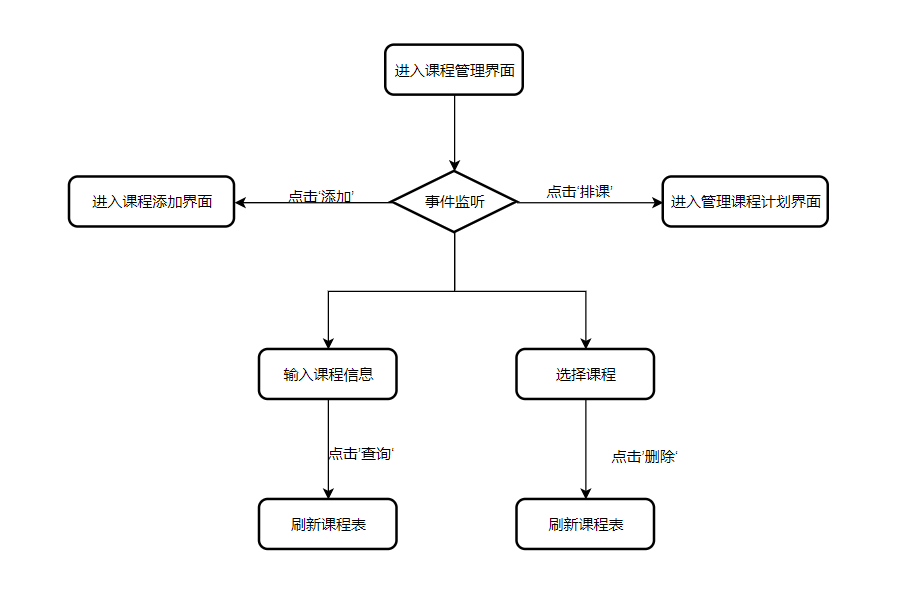 进入课程管理界面
进入课程添加界面
点击‘添加’
事件监听
点击‘排课’
进入管理课程计划界面
输入课程信息
选择课程
点击’查询‘
点击’删除‘
刷新课程表
刷新课程表